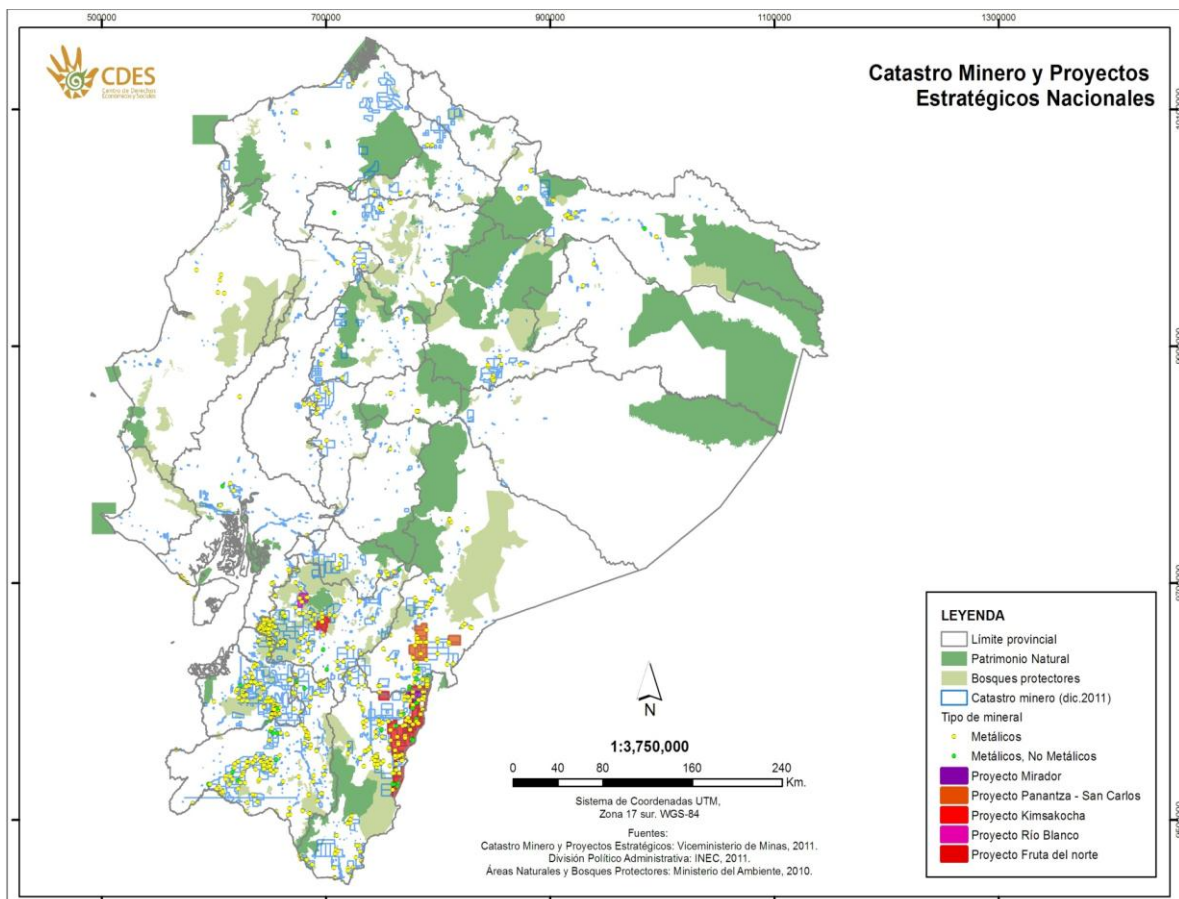 500000 700000 900000 1100000 1300000
CDES
Centro de Derechos
Económicos y Sociales
Catastro Minero y Proyectos
Estratégicos Nacionales
N
1:3,750,000
0 40 80 160 240
Km.
Sistema de Coordenadas UTM,
Zona 17 sur. WGS-84
Fuentes:
Catastro Minero y Proyectos Estratégicos: Viceministerio de Minas, 2011.
División Político Administrativa: INEC, 2011.
Áreas Naturales y Bosques Protectores: Ministerio del Ambiente, 2010.
LEYENDA
Límite provincial
Patrimonio Natural
Bosques protectores
Catastro minero (dic.2011)
Tipo de mineral
Metálicos
Metálicos, No Metálicos
Proyecto Mirador
Proyecto Panantza - San Carlos
Proyecto Kimsakocha
Proyecto Río Blanco
Proyecto Fruta del norte